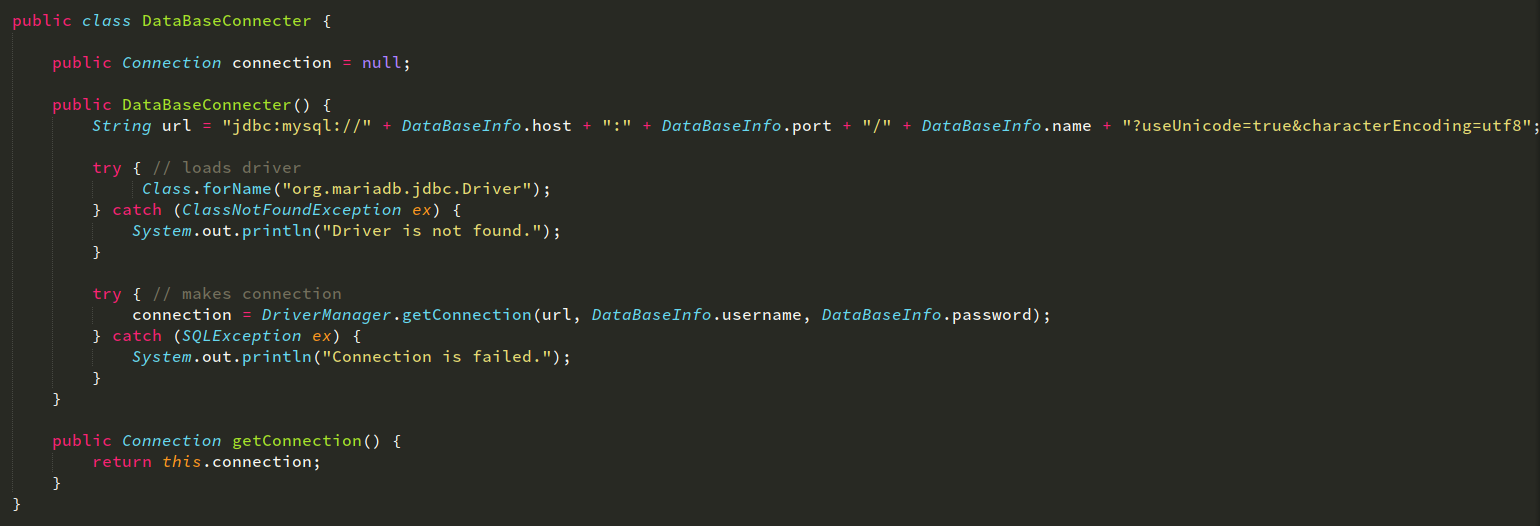 public class DataBaseConnecter {
public Connection connection = null;
public DataBaseConnecter() {
String url = "jdbc:mysql://" + DataBaseInfo.host + ":" + DataBaseInfo.port + "/" + DataBaseInfo.name + "?useUnicode=true&characterEncoding=utf8";
try { // loads driver
Class.forName("org.mariadb.jdbc.Driver");
} catch (ClassNotFoundException ex) {
System.out.println("Driver is not found.");
}
try { // makes connection
connection = DriverManager.getConnection(url, DataBaseInfo.username, DataBaseInfo.password);
} catch (SQLException ex) {
System.out.println("Connection is failed.");
}
}
public Connection getConnection() {
return this.connection;
}
}